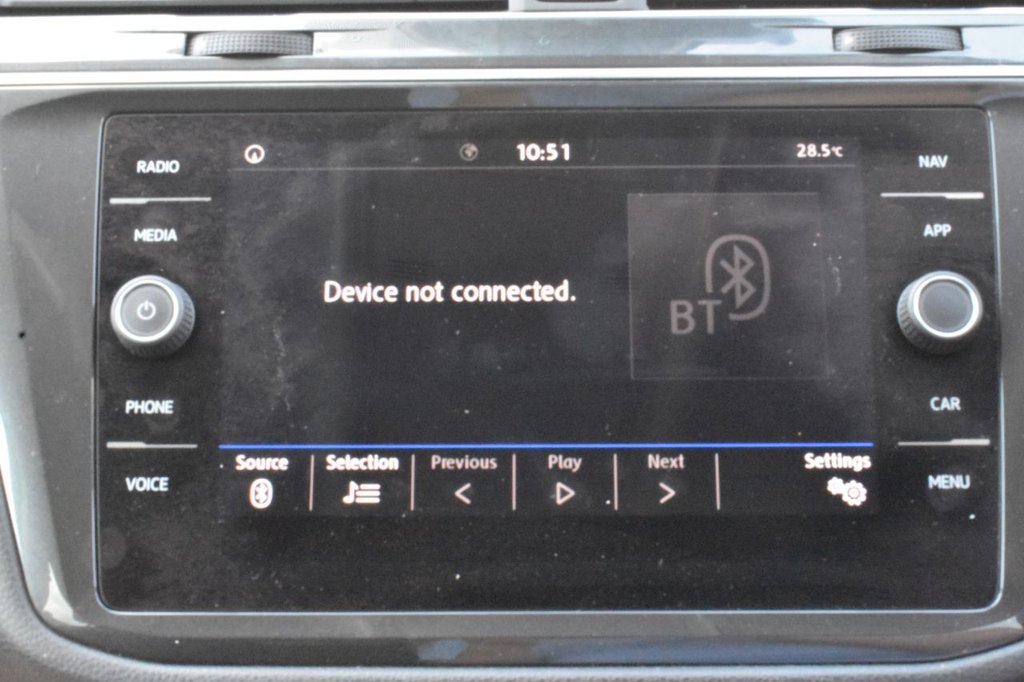 10:51
28.5°C
RADIO
MEDIA
PHONE
VOICE
Device not connected.
BT
Source
Selection
Previous
Play
Next
Settings
NAV
APP
CAR
MENU